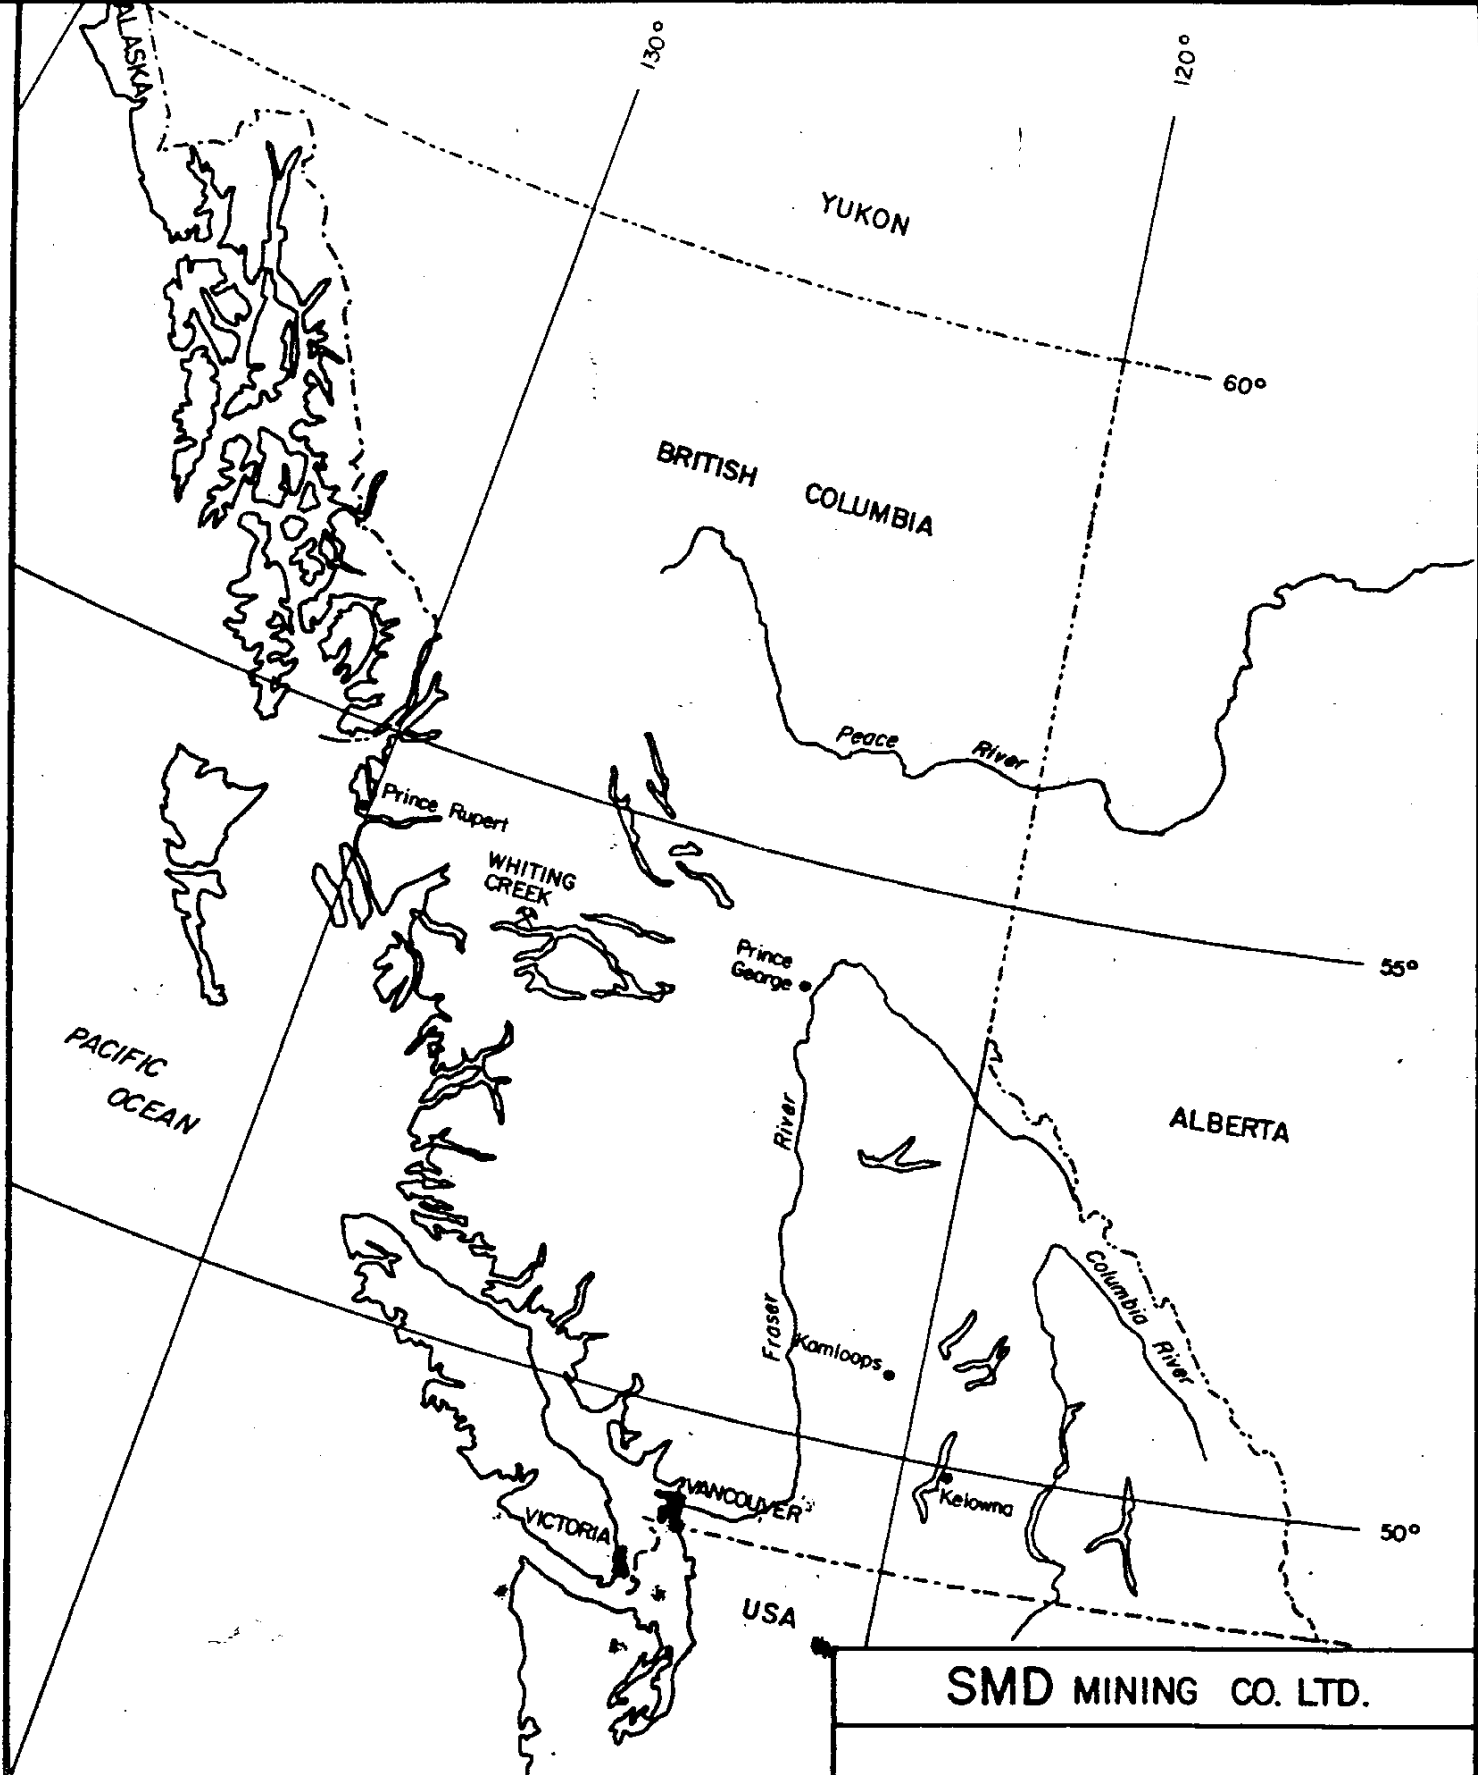 ALASKA
130°
120°
YUKON
60°
BRITISH COLUMBIA
Peace River
Prince Rupert
WHITING
CREEK
Prince
George
55°
PACIFIC
OCEAN
River
ALBERTA
Columbia River
Fraser
Kamloops
VANCOUVER
Kelowna
VICTORIA
50°
USA
SMD MINING CO. LTD.